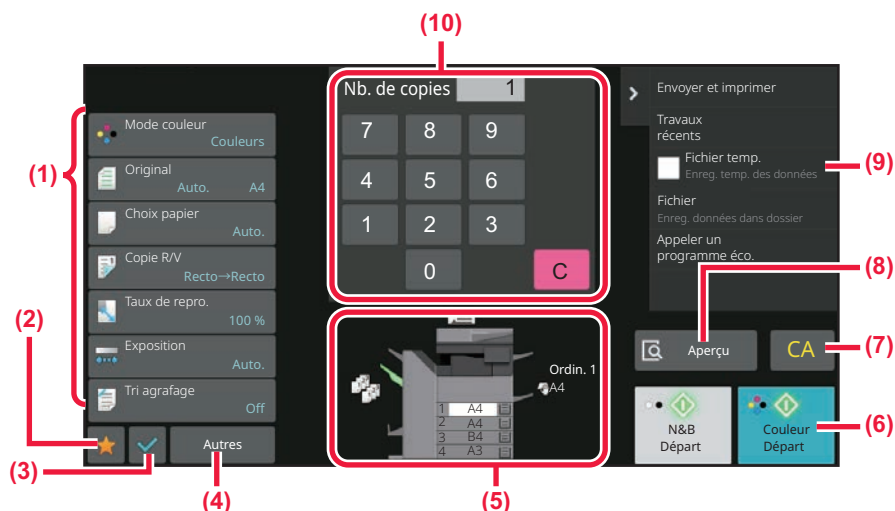 (10)
Nb. de copies 1
7 8 9
4 5 6
1 2 3
0 C
(1)
Mode couleur
Couleurs
Original
Auto. A4
Choix papier
Auto.
Copie R/V
Recto→Recto
Taux de repro.
100 %
Exposition
Auto.
Tri agrafage
Off
(2)
(3)
Autres
(4)
Ordin. 1
A4
1 A4
2 A4
3 B4
4 A3
(5)
Envoyer et imprimer
Travaux
récents
Fichier temp.
Enreg. temp. des données
(9)
Fichier
Enreg. données dans dossier
Appeler un
programme éco.
(8)
Aperçu
CA
(7)
N&B
Départ
Couleur
Départ
(6)